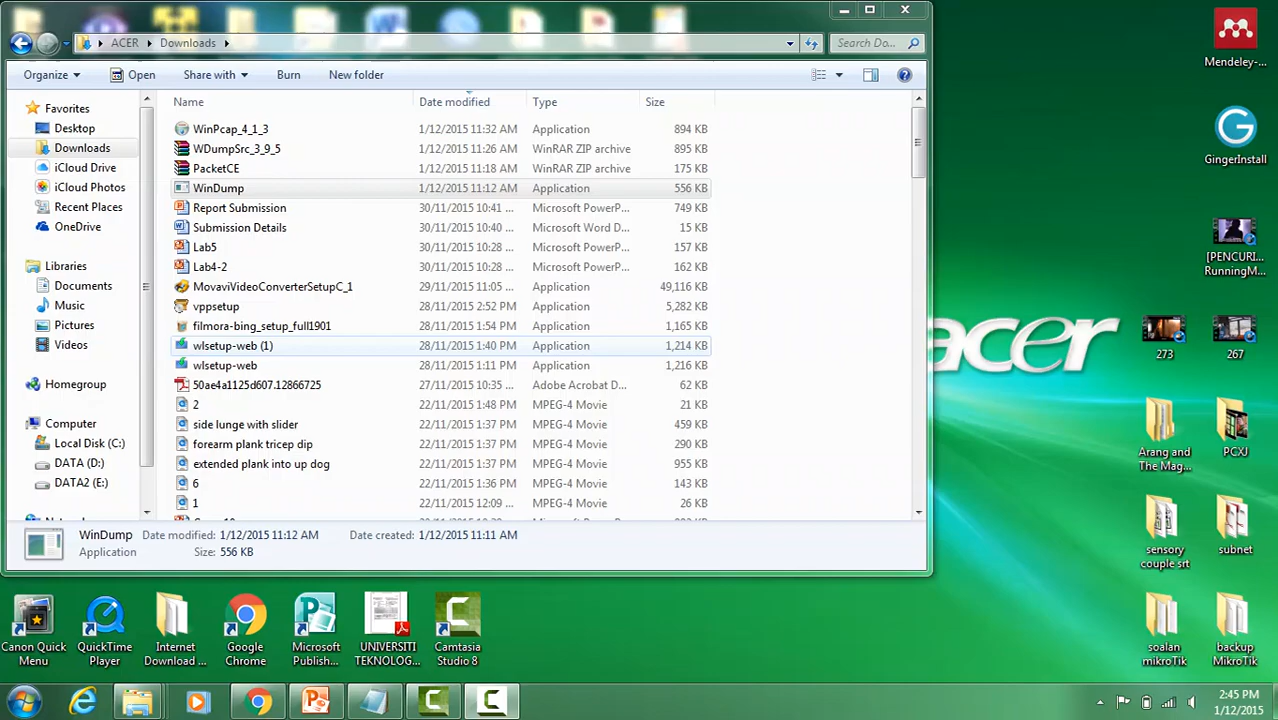 ACER Downloads Search Do...
Organize Open Share with Burn New folder
Name Date modified Type Size
Favorites
Desktop
Downloads
iCloud Drive
iCloud Photos
Recent Places
OneDrive
Libraries
Documents
Music
Pictures
Videos
Homegroup
Computer
Local Disk (C:)
DATA (D:)
DATA2 (E:)
WinPcap_4_1_3 1/12/2015 11:32 AM Application 894 KB
WDumpSrc_3_9_5 1/12/2015 11:26 AM WinRAR ZIP archive 895 KB
PacketCE 1/12/2015 11:18 AM WinRAR ZIP archive 398 KB
WinDump 1/12/2015 11:12 AM Application 556 KB
Report Submission 30/11/2015 10:41 ... Microsoft PowerP... 749 KB
Submission Details 30/11/2015 10:40 ... Microsoft Word D... 15 KB
Lab5 30/11/2015 10:28 ... Microsoft PowerP... 157 KB
Lab4-2 30/11/2015 10:28 ... Microsoft PowerP... 162 KB
MovaviVideoConverterSetupC_1 29/11/2015 11:05 ... Application 49,116 KB
vppsetup 28/11/2015 2:52 PM Application 5,282 KB
filmora-bing_setup_full1901 28/11/2015 1:54 PM Application 1,165 KB
wlsetup-web (1) 28/11/2015 1:40 PM Application 1,214 KB
wlsetup-web 28/11/2015 1:11 PM Application 1,216 KB
50ae4a1125d607.12866725 27/11/2015 10:35 ... Adobe Acrobat D... 62 KB
2 22/11/2015 1:48 PM MPEG-4 Movie 21 KB
side lunge with slider 22/11/2015 1:37 PM MPEG-4 Movie 459 KB
forearm plank tricep dip 22/11/2015 1:37 PM MPEG-4 Movie 290 KB
extended plank into up dog 22/11/2015 1:37 PM MPEG-4 Movie 955 KB
6 22/11/2015 1:36 PM MPEG-4 Movie 143 KB
1 22/11/2015 12:09 ... MPEG-4 Movie 26 KB
WinDump Date modified: 1/12/2015 11:12 AM Date created: 1/12/2015 11:11 AM
Application Size: 556 KB
Mendeley-...
GingerInstall
[PENCURI...
RunningM...
acer
273
267
Arang and
The Mag...
PCXJ
sensory
couple srt
subnet
soalan
mikroTik
backup
MikroTik
Canon Quick
Menu
QuickTime
Player
Internet
Download ...
Google
Chrome
Microsoft
Publish...
UNIVERSITI
TEKNOLOG...
Camtasia
Studio 8
2:45 PM
1/12/2015